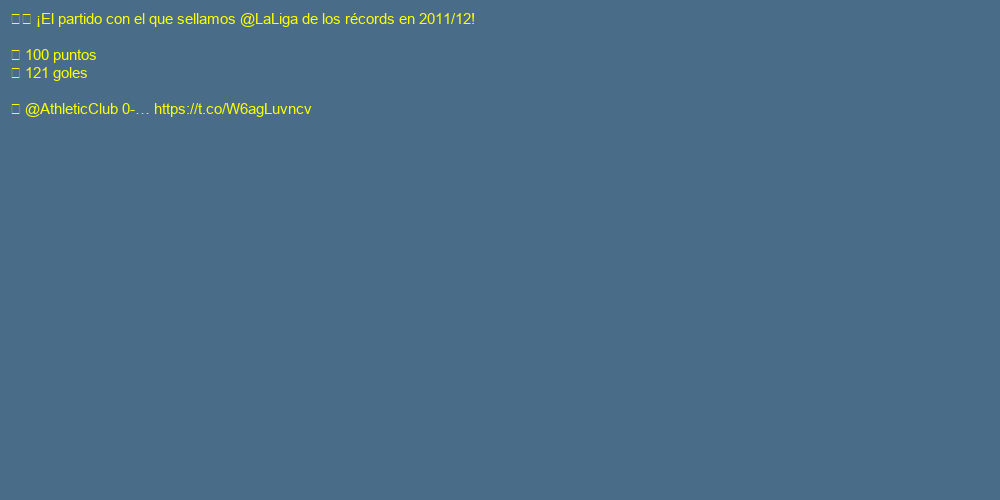 ¡El partido con el que sellamos @LaLiga de los récords en 2011/12!
100 puntos
121 goles
@AthleticClub 0-… https://t.co/W6agLuvncv